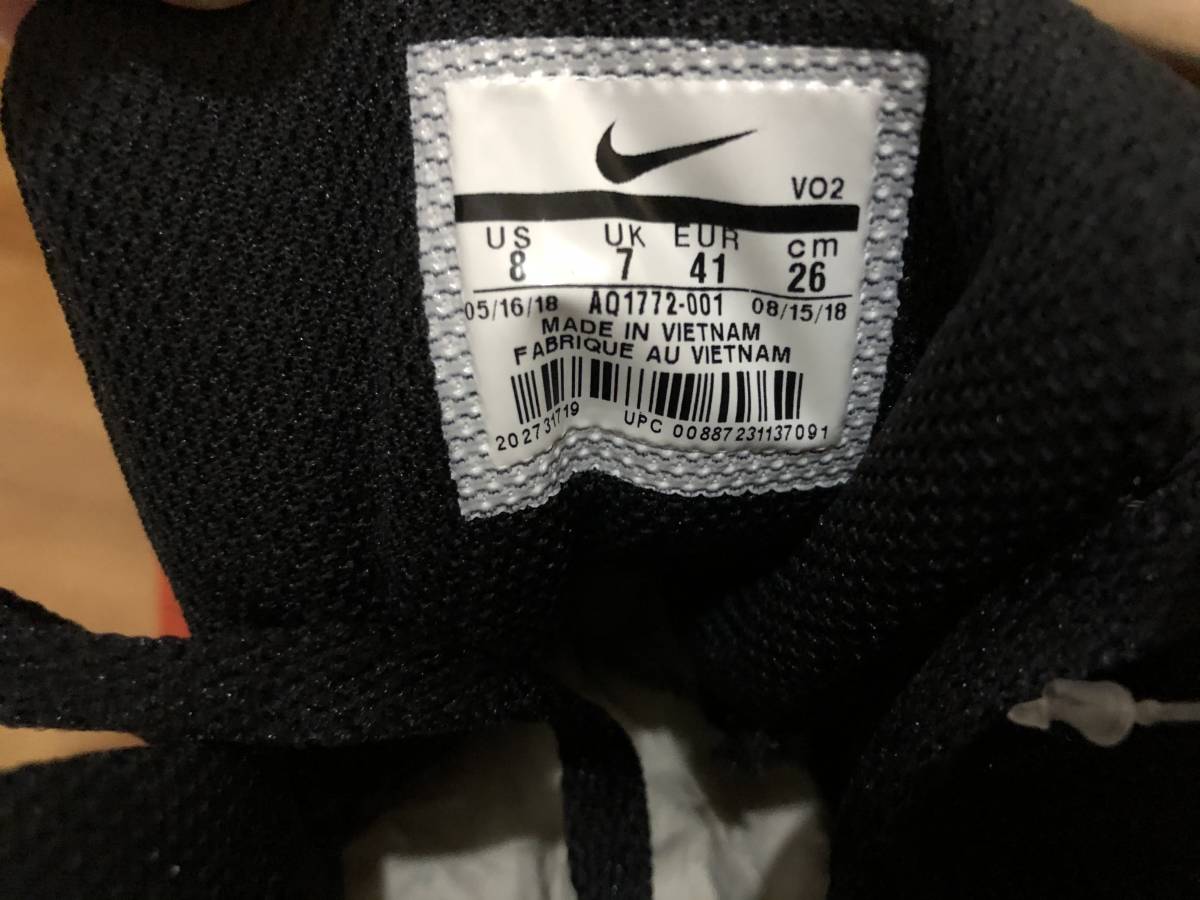 VO2
US UK EUR cm
8 7 41 26
05/16/18 AQ1772-001 08/15/18
MADE IN VIETNAM
FABRIQUE AU VIETNAM
202731719 UPC 00887231137091